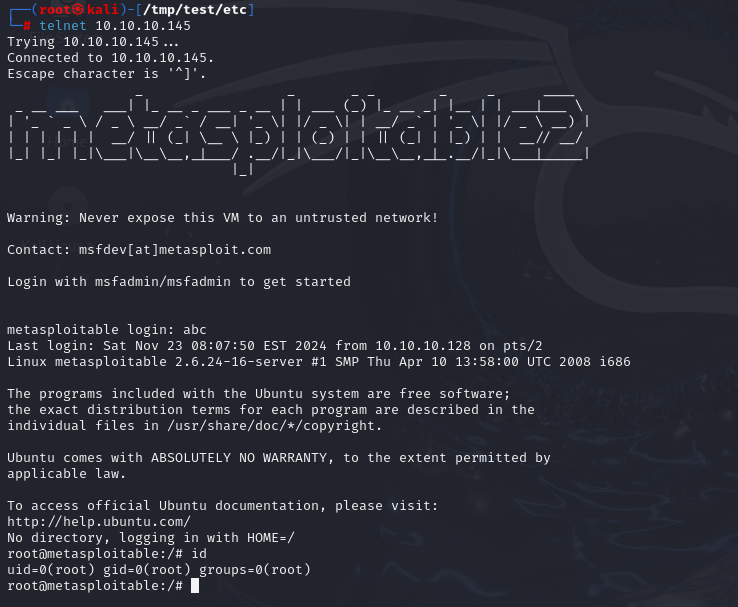 ┌──(root㉿kali)-[/tmp/test/etc]
└─# telnet 10.10.10.145
Trying 10.10.10.145...
Connected to 10.10.10.145.
Escape character is '^]'.
                _                  _       _ _        _     _      ____
 _ __ ___   ___| |_ __ _ ___ _ __ | | ___ (_) |_ __ _| |__ | | ___|___ \
| '_ ` _ \ / _ \ __/ _` / __| '_ \| |/ _ \| | __/ _` | '_ \| |/ _ \ __) |
| | | | | |  __/ || (_| \__ \ |_) | | (_) | | || (_| | |_) | |  __// __/
|_| |_| |_|\___|\__\__,_|___/ .__/|_|\___/|_|\__\__,_|_.__/|_|\___|_____|
                            |_|
Warning: Never expose this VM to an untrusted network!
Contact: msfdev[at]metasploit.com
Login with msfadmin/msfadmin to get started
metasploitable login: abc
Last login: Sat Nov 23 08:07:50 EST 2024 from 10.10.10.128 on pts/2
Linux metasploitable 2.6.24-16-server #1 SMP Thu Apr 10 13:58:00 UTC 2008 i686
The programs included with the Ubuntu system are free software;
the exact distribution terms for each program are described in the
individual files in /usr/share/doc/*/copyright.
Ubuntu comes with ABSOLUTELY NO WARRANTY, to the extent permitted by
applicable law.
To access official Ubuntu documentation, please visit:
http://help.ubuntu.com/
No directory, logging in with HOME=/
root@metasploitable:/# id
uid=0(root) gid=0(root) groups=0(root)
root@metasploitable:/#